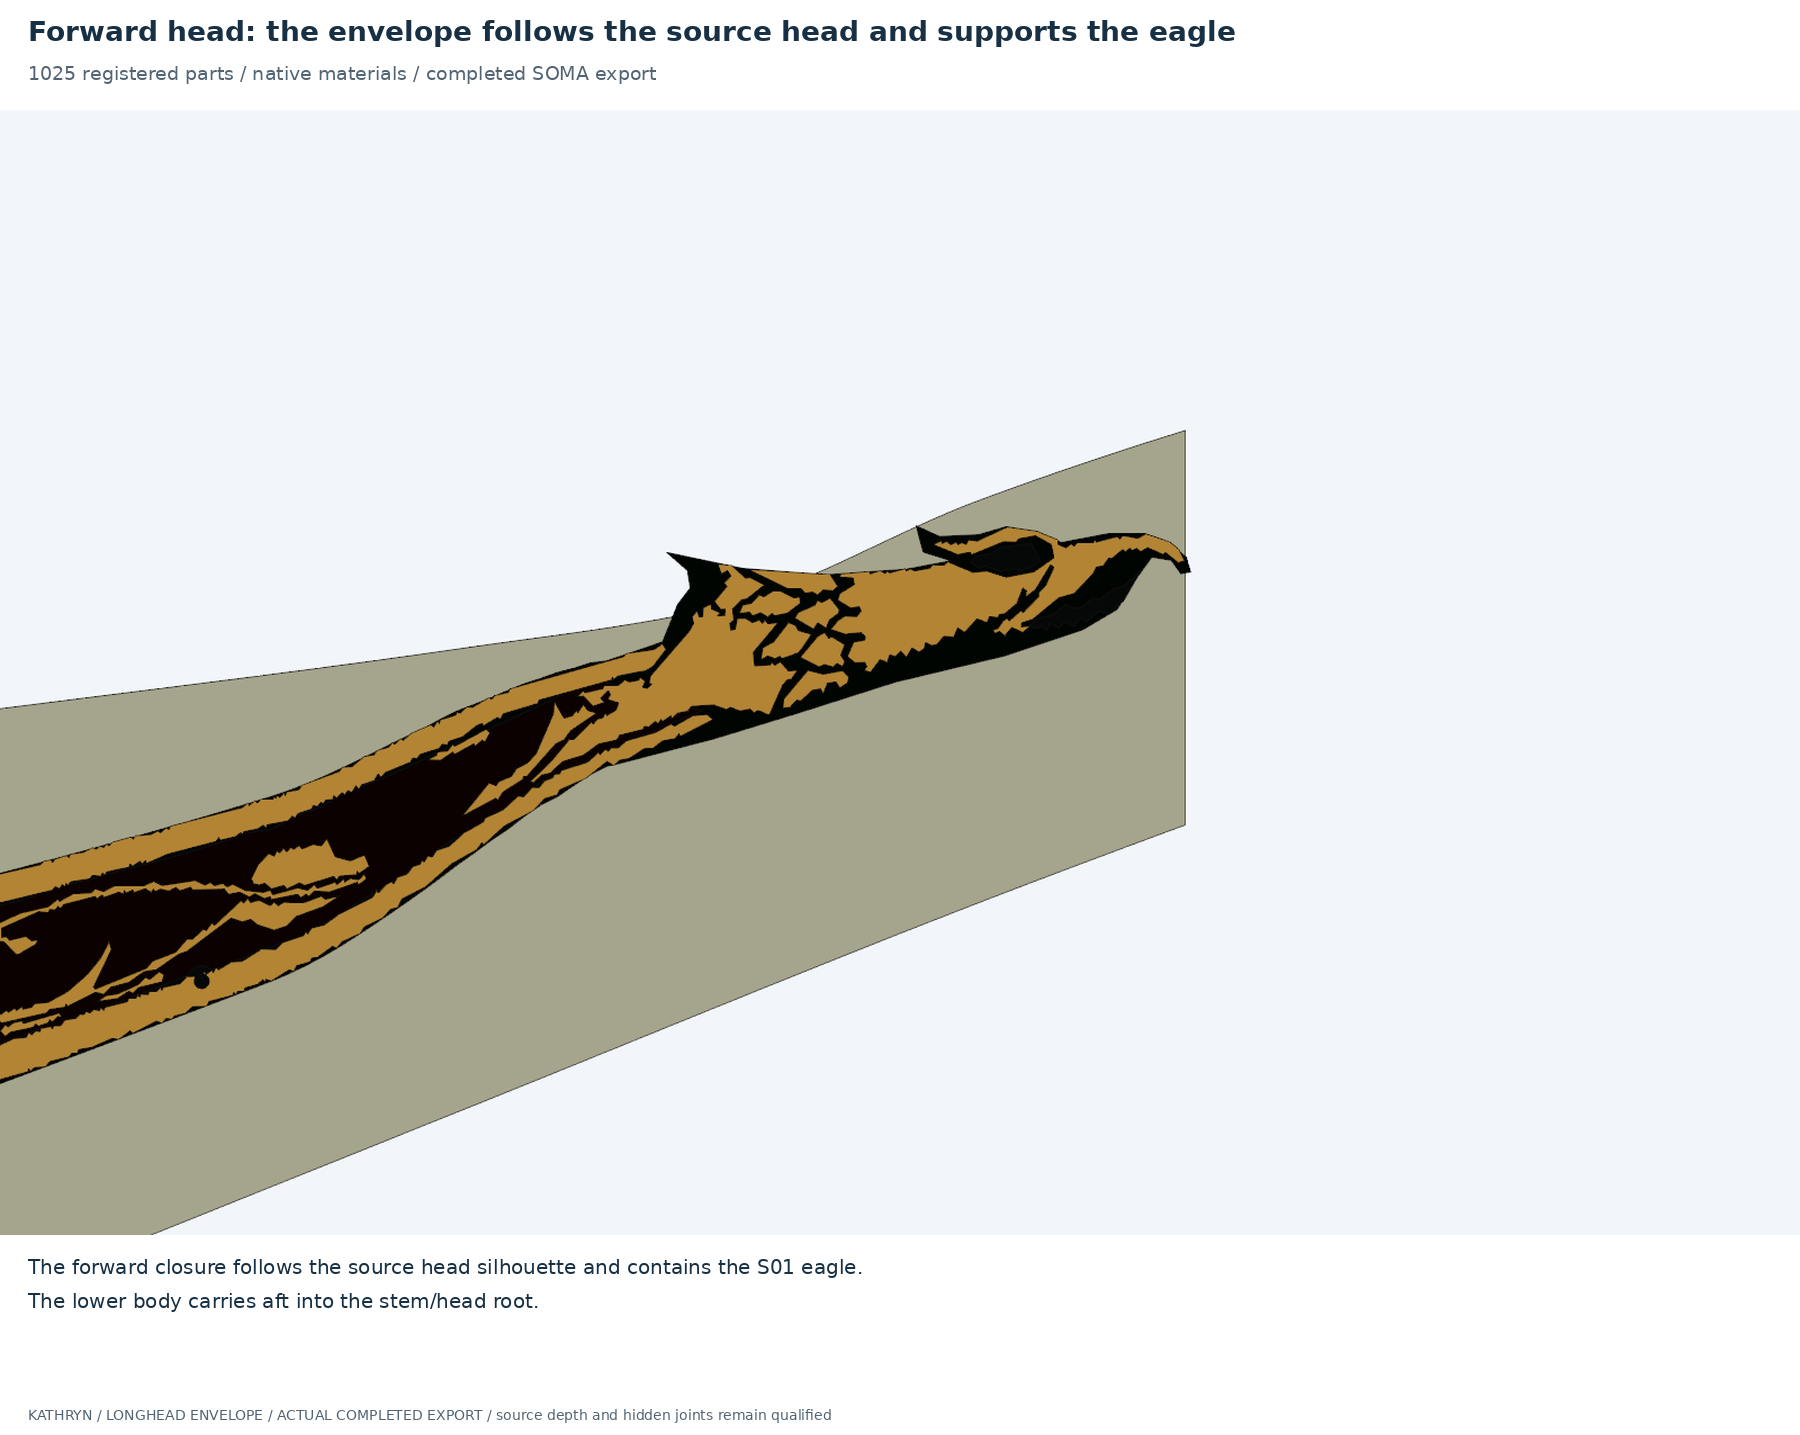 Forward head: the envelope follows the source head and supports the eagle
1025 registered parts / native materials / completed SOMA export
The forward closure follows the source head silhouette and contains the S01 eagle.
The lower body carries aft into the stem/head root.
KATHRYN / LONGHEAD ENVELOPE / ACTUAL COMPLETED EXPORT / source depth and hidden joints remain qualified